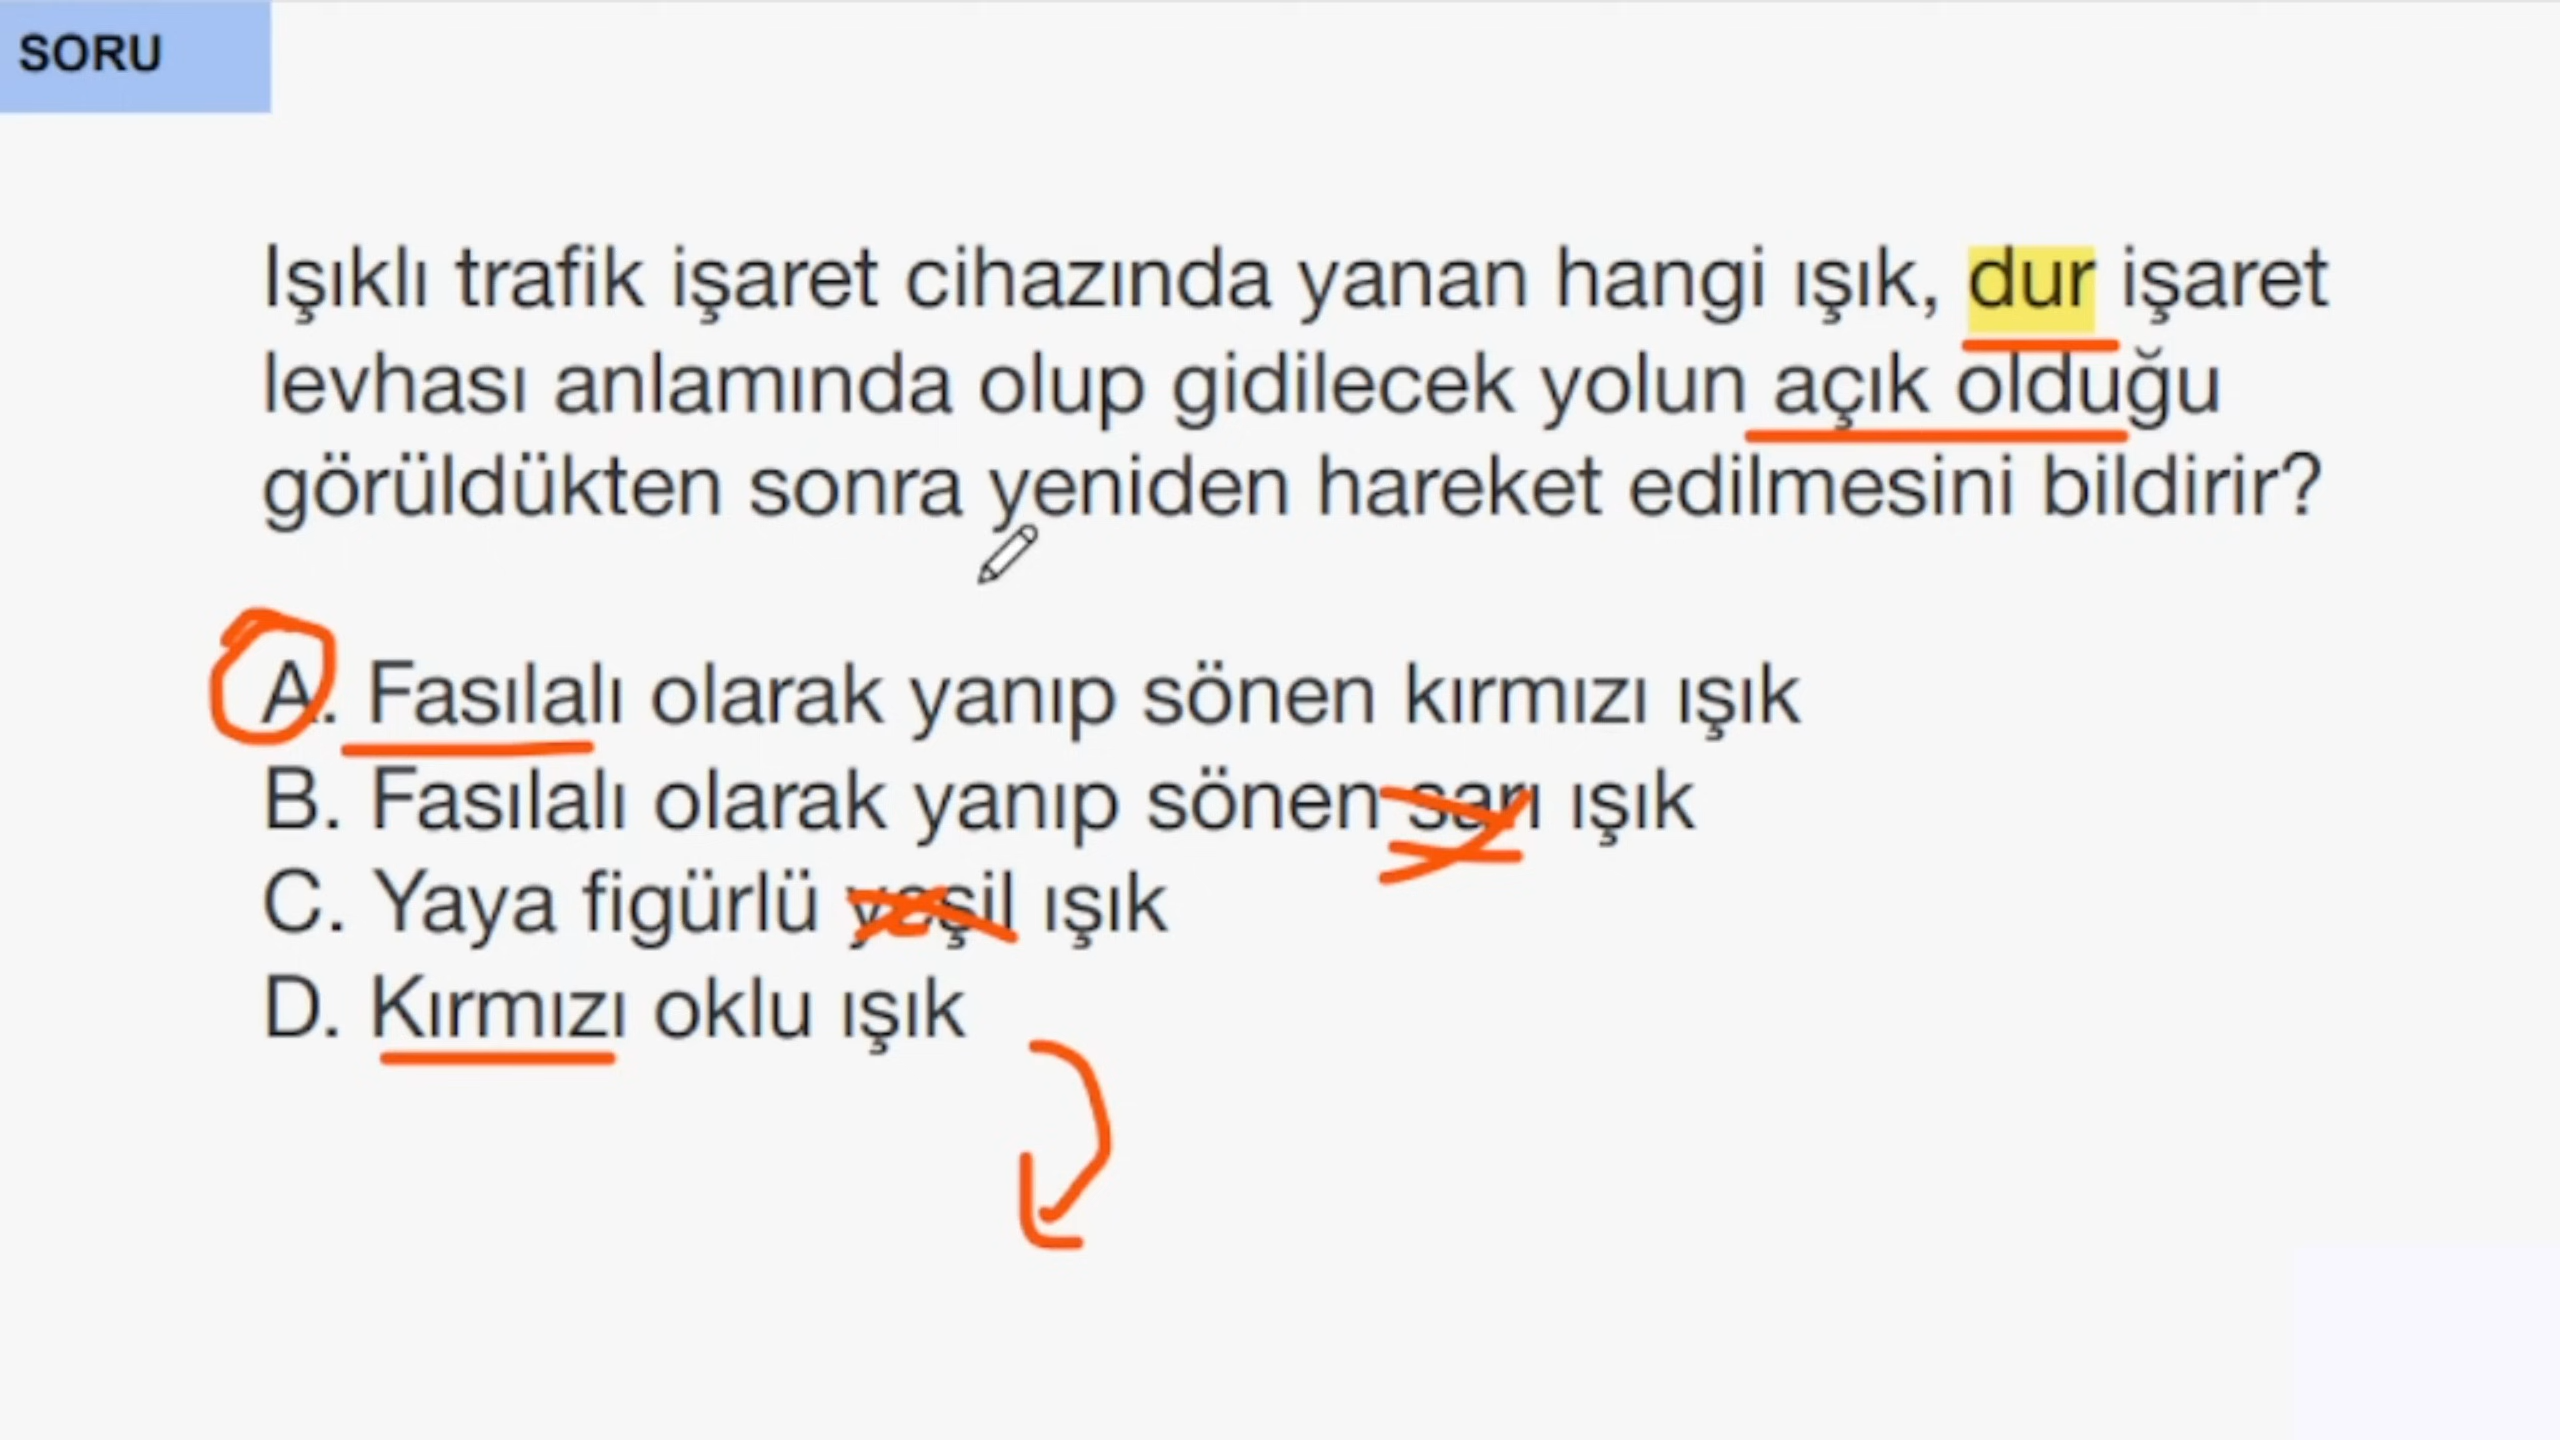 SORU
Işıklı trafik işaret cihazında yanan hangi ışık, dur işaret
levhası anlamında olup gidilecek yolun açık olduğu
görüldükten sonra yeniden hareket edilmesini bildirir?
A. Fasılalı olarak yanıp sönen kırmızı ışık
B. Fasılalı olarak yanıp sönen sarı ışık
C. Yaya figürlü yeşil ışık
D. Kırmızı oklu ışık